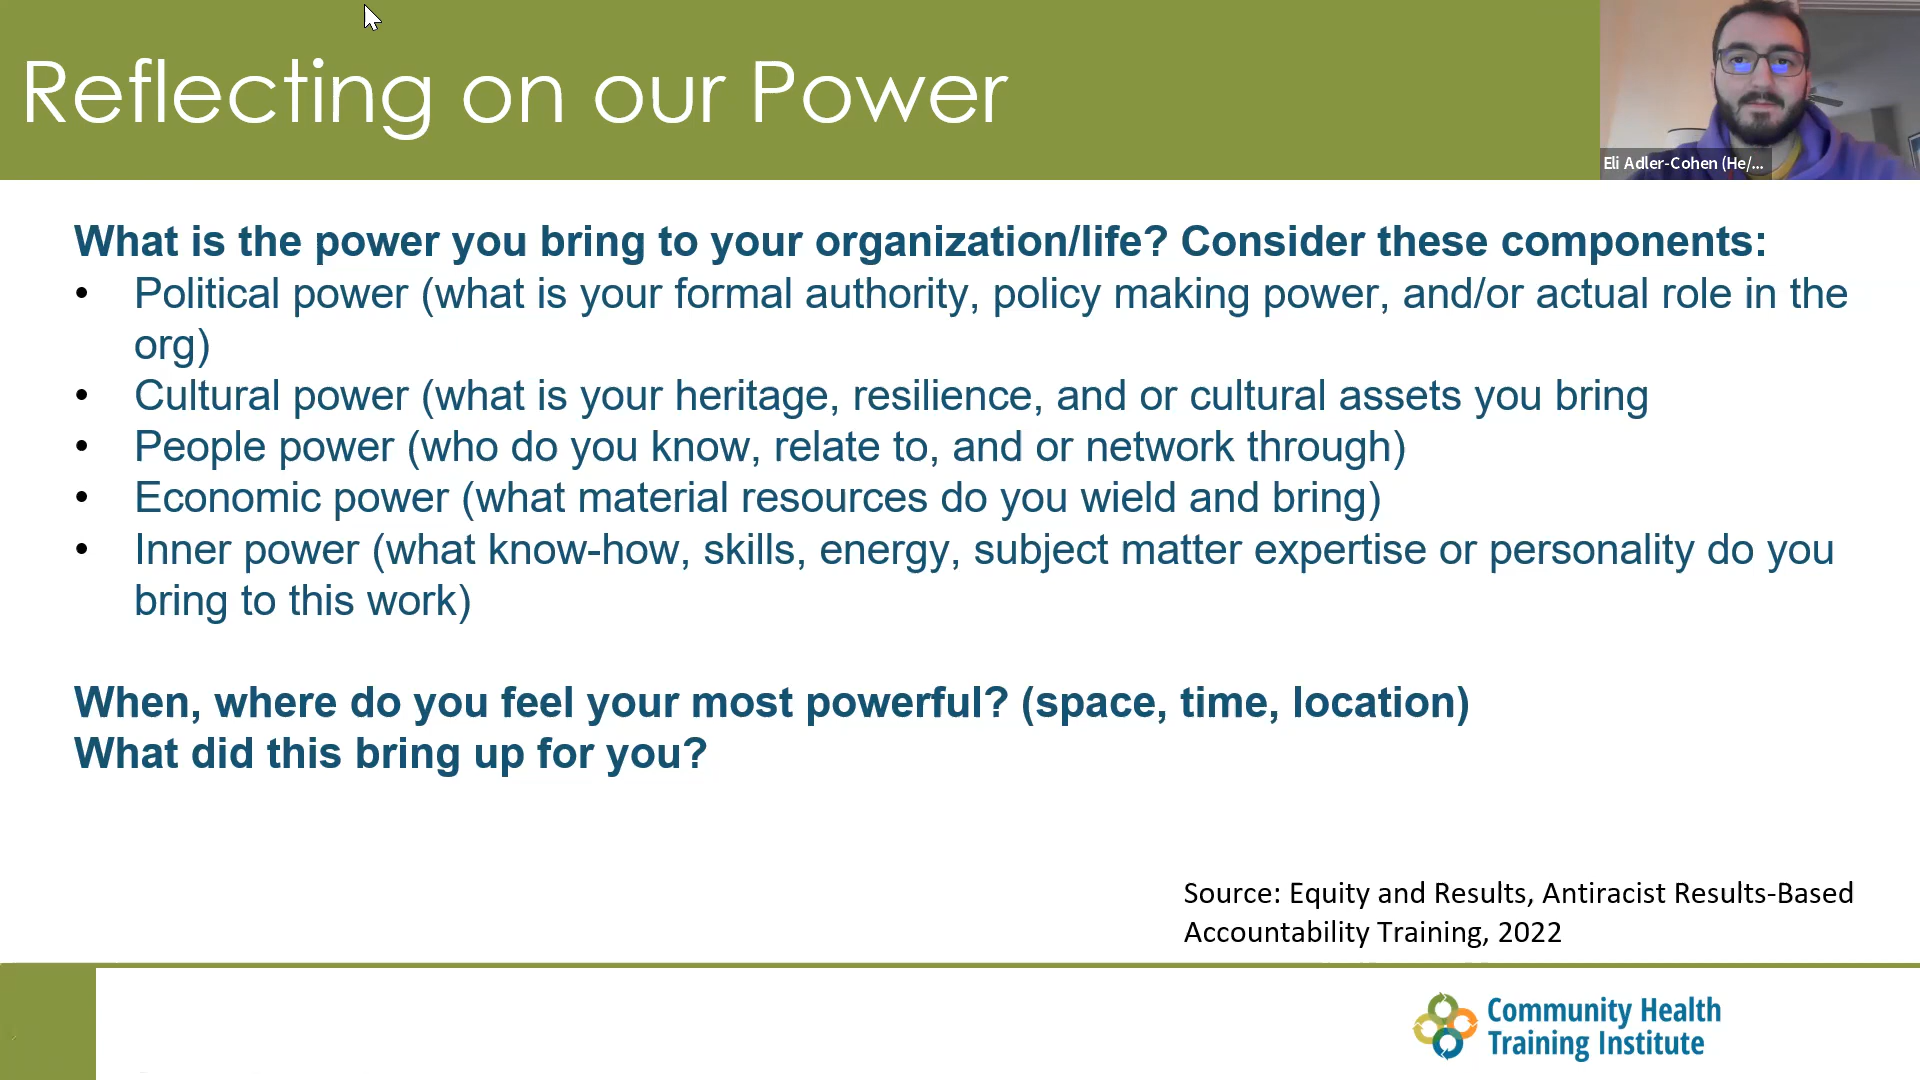 Reflecting on our Power
Eli Adler-Cohen (He/...
What is the power you bring to your organization/life? Consider these components:
• Political power (what is your formal authority, policy making power, and/or actual role in the
org)
• Cultural power (what is your heritage, resilience, and or cultural assets you bring
• People power (who do you know, relate to, and or network through)
• Economic power (what material resources do you wield and bring)
• Inner power (what know-how, skills, energy, subject matter expertise or personality do you
bring to this work)
When, where do you feel your most powerful? (space, time, location)
What did this bring up for you?
Source: Equity and Results, Antiracist Results-Based
Accountability Training, 2022
Community Health
Training Institute